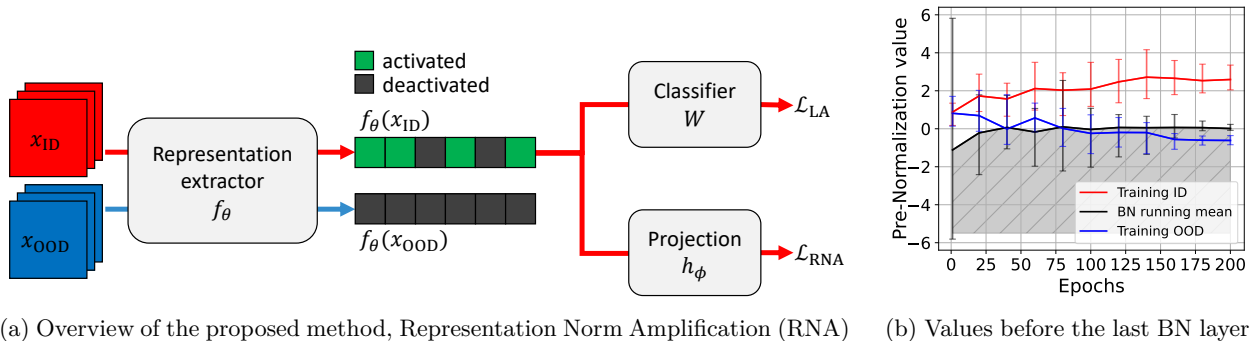 activated
deactivated
x_ID
x_OOD
Representation
extractor
f_θ
f_θ(x_ID)
f_θ(x_OOD)
Classifier
W
ℒ_LA
Projection
h_ϕ
ℒ_RNA
(a) Overview of the proposed method, Representation Norm Amplification (RNA)
Pre-Normalization value
6
4
2
0
−2
−4
−6
Training ID
BN running mean
Training OOD
0 25 50 75 100 125 150 175 200
Epochs
(b) Values before the last BN layer